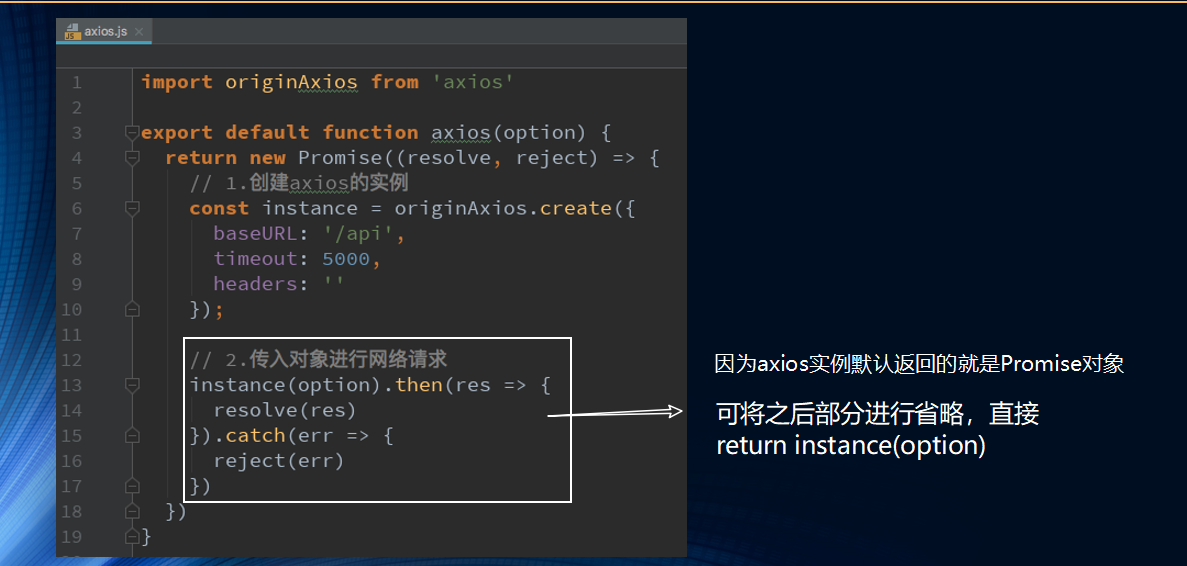 axios.js
1 import originAxios from 'axios'
2
3 export default function axios(option) {
4 return new Promise((resolve, reject) => {
5 // 1.创建axios的实例
6 const instance = originAxios.create({
7 baseURL: '/api',
8 timeout: 5000,
9 headers: ''
10 });
11
12 // 2.传入对象进行网络请求
13 instance(option).then(res => {
14 resolve(res)
15 }).catch(err => {
16 reject(err)
17 })
18 })
19 }
因为axios实例默认返回的就是Promise对象
可将之后部分进行省略，直接
return instance(option)